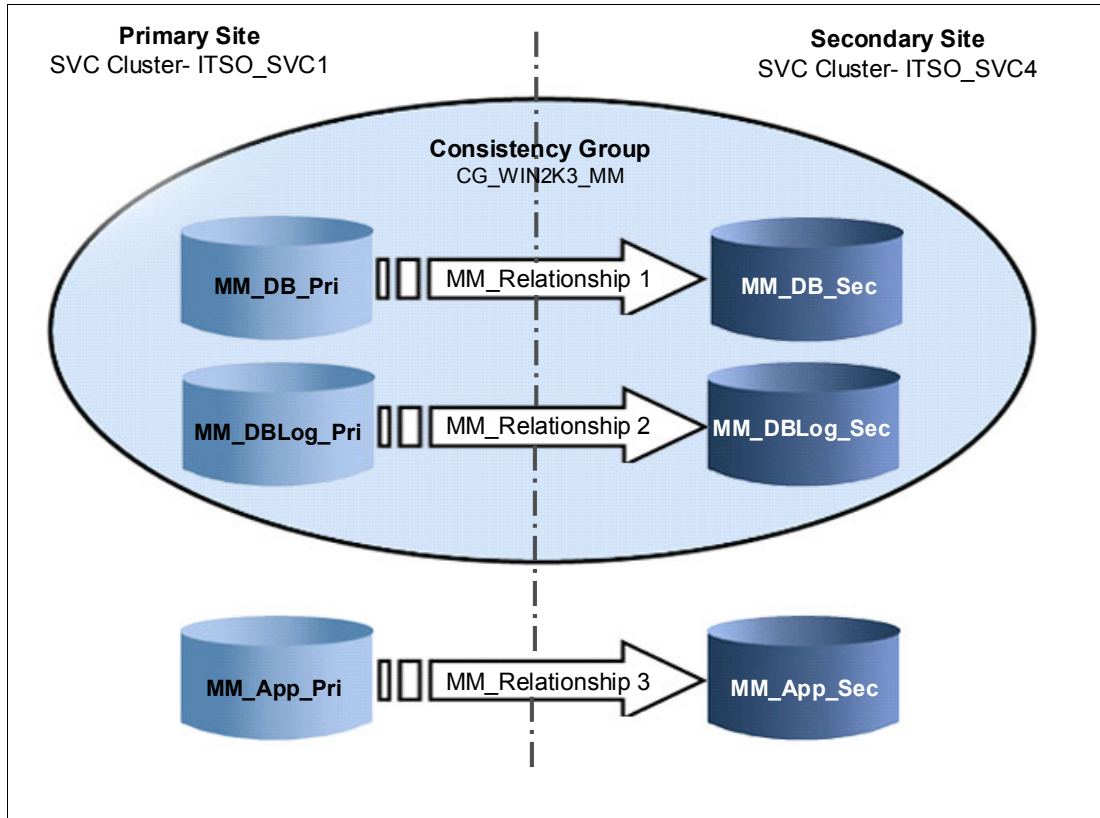 Primary Site
SVC Cluster- ITSO_SVC1
Secondary Site
SVC Cluster- ITSO_SVC4
Consistency Group
CG_WIN2K3_MM
MM_DB_Pri
MM_Relationship 1
MM_DB_Sec
MM_DBLog_Pri
MM_Relationship 2
MM_DBLog_Sec
MM_App_Pri
MM_Relationship 3
MM_App_Sec